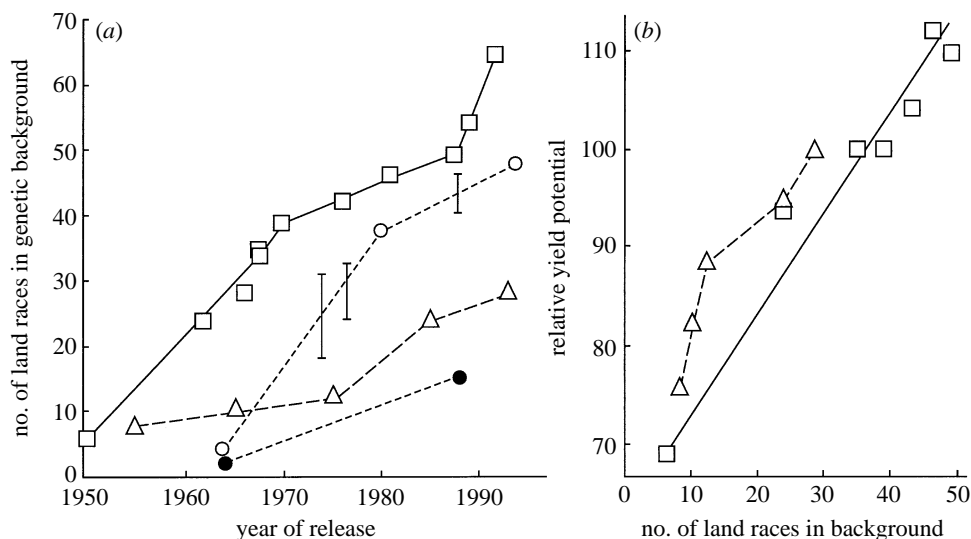 (a)
no. of land races in genetic background
70
60
50
40
30
20
10
0
1950 1960 1970 1980 1990
year of release
(b)
relative yield potential
110
100
90
80
70
0 10 20 30 40 50
no. of land races in background